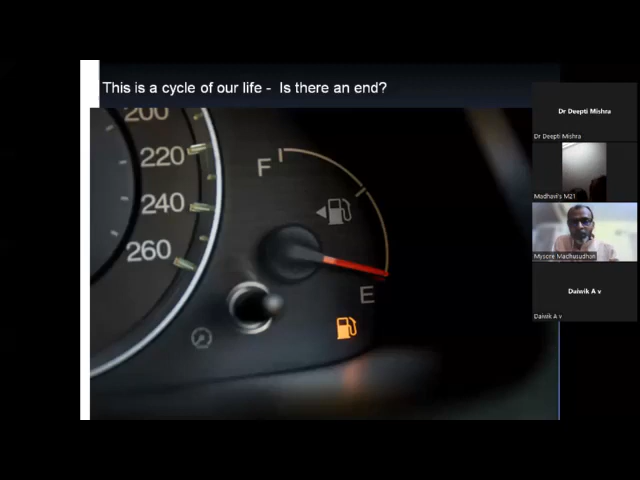 This is a cycle of our life - Is there an end?
200
220
240
260
F
E
Dr Deepti Mishra
Dr Deepti Mishra
Madhavi's M21
Mysore Madhusudhan
Daiwik A v
Daiwik A v